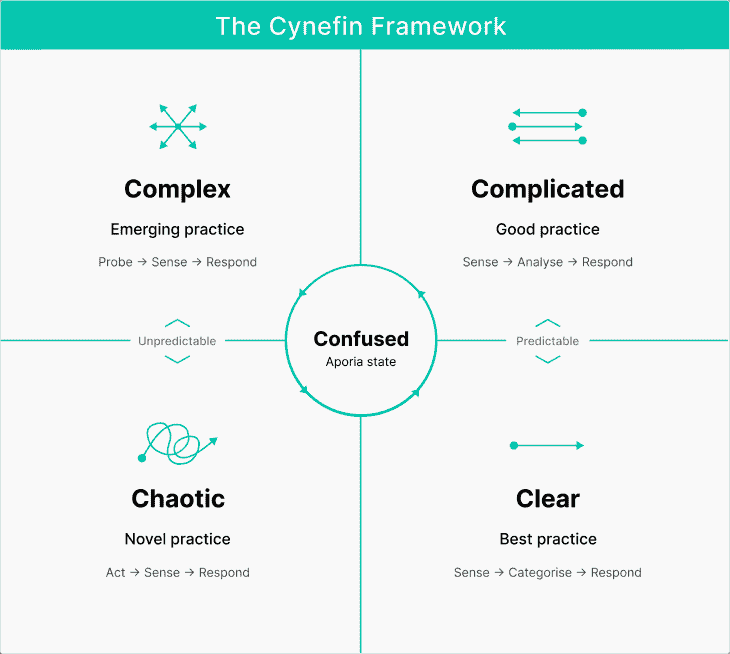 The Cynefin Framework
Complex
Emerging practice
Probe → Sense → Respond
Complicated
Good practice
Sense → Analyse → Respond
Unpredictable
Confused
Aporia state
Predictable
Chaotic
Novel practice
Act → Sense → Respond
Clear
Best practice
Sense → Categorise → Respond